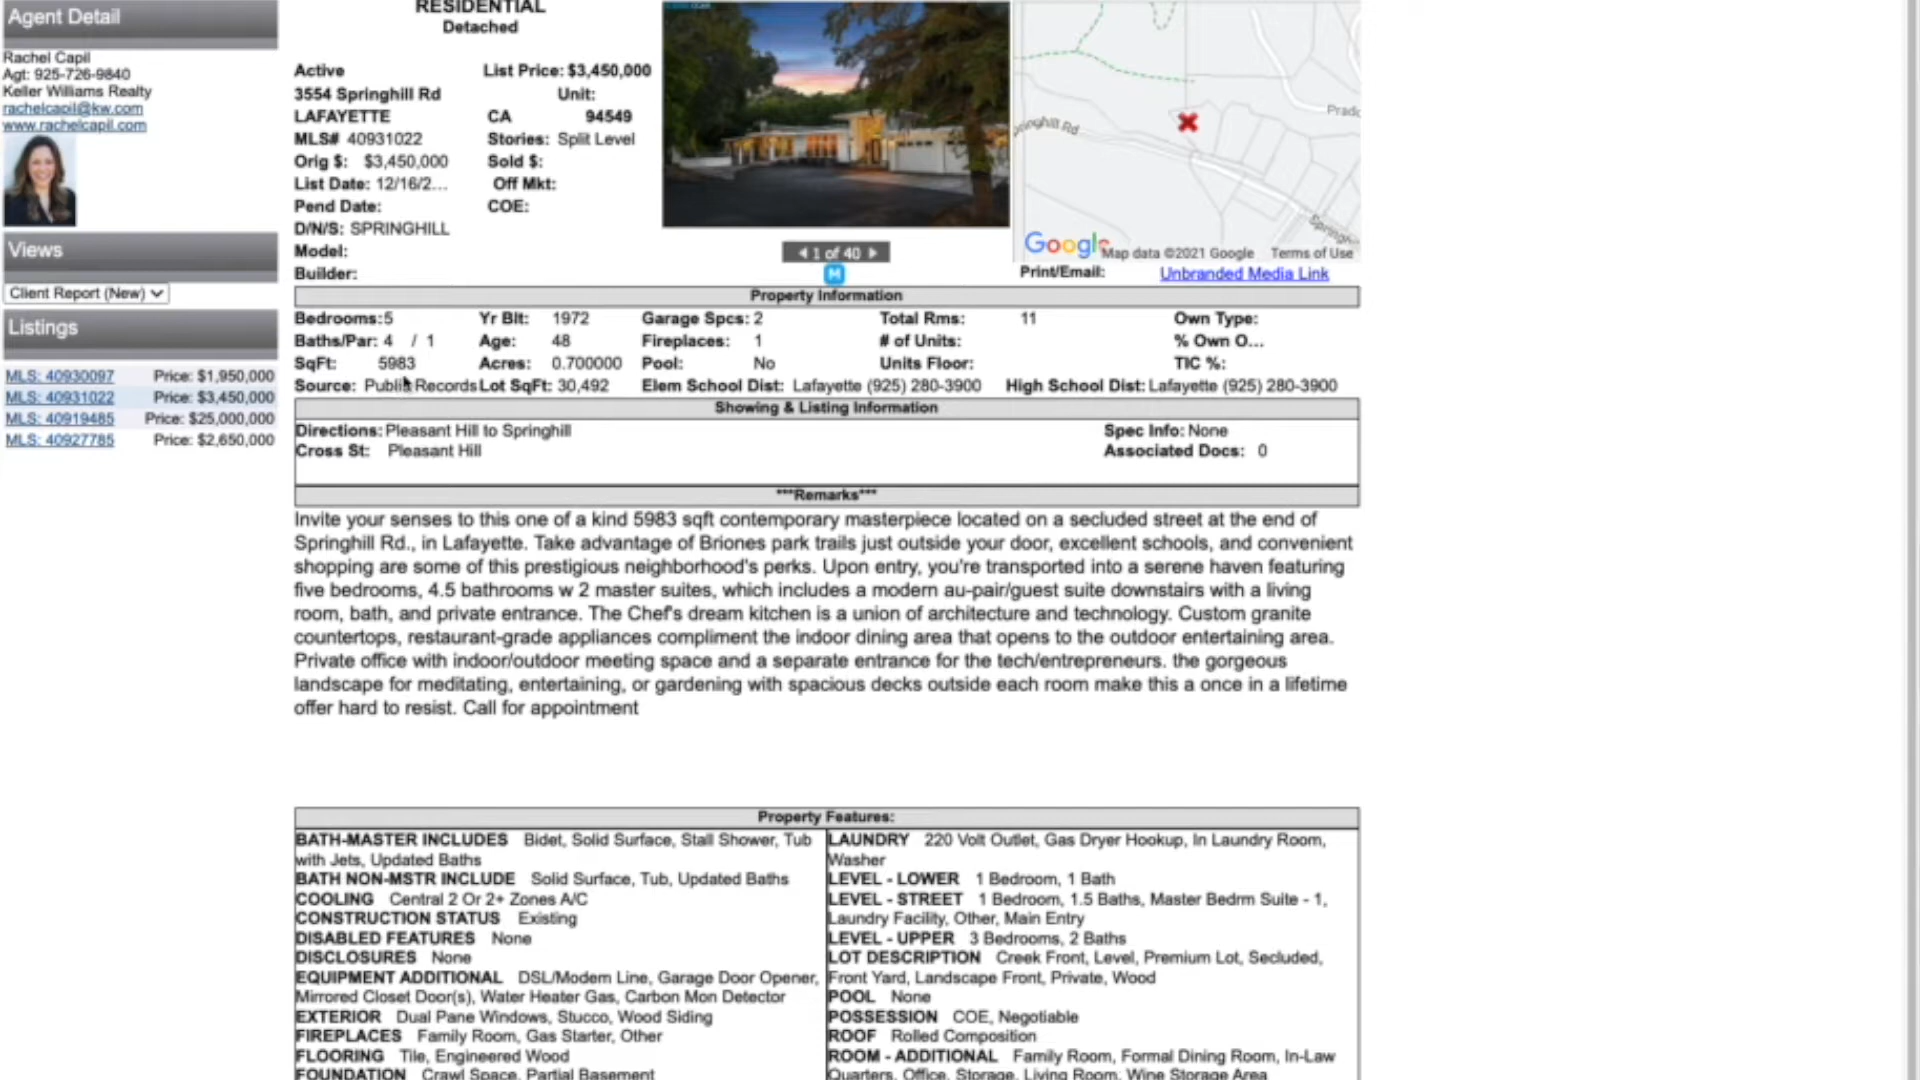 Agent Detail
Rachel Capil
Agt: 925-726-9840
Keller Williams Realty
rachelcapil@kw.com
www.rachelcapil.com
Views
Client Report (New)
Listings
MLS: 40930097 Price: $1,950,000
MLS: 40931022 Price: $3,450,000
MLS: 40919485 Price: $25,000,000
MLS: 40927785 Price: $2,650,000
RESIDENTIAL
Detached
Active List Price: $3,450,000
3554 Springhill Rd Unit:
LAFAYETTE CA 94549
MLS# 40931022 Stories: Split Level
Orig $: $3,450,000 Sold $:
List Date: 12/16/2... Off Mkt:
Pend Date: COE:
D/N/S: SPRINGHILL
Model:
Builder:
1 of 40
M
Google Map data ©2021 Google Terms of Use
Print/Email: Unbranded Media Link
Property Information
Bedrooms: 5 Yr Blt: 1972 Garage Spcs: 2 Total Rms: 11 Own Type:
Baths/Par: 4 / 1 Age: 48 Fireplaces: 1 # of Units: % Own O...
SqFt: 5983 Acres: 0.700000 Pool: No Units Floor: TIC %:
Source: Public Records Lot SqFt: 30,492 Elem School Dist: Lafayette (925) 280-3900 High School Dist: Lafayette (925) 280-3900
Showing & Listing Information
Directions: Pleasant Hill to Springhill Spec Info: None
Cross St: Pleasant Hill Associated Docs: 0
***Remarks***
Invite your senses to this one of a kind 5983 sqft contemporary masterpiece located on a secluded street at the end of
Springhill Rd., in Lafayette. Take advantage of Briones park trails just outside your door, excellent schools, and convenient
shopping are some of this prestigious neighborhood's perks. Upon entry, you're transported into a serene haven featuring
five bedrooms, 4.5 bathrooms w 2 master suites, which includes a modern au-pair/guest suite downstairs with a living
room, bath, and private entrance. The Chef's dream kitchen is a union of architecture and technology. Custom granite
countertops, restaurant-grade appliances compliment the indoor dining area that opens to the outdoor entertaining area.
Private office with indoor/outdoor meeting space and a separate entrance for the tech/entrepreneurs. the gorgeous
landscape for meditating, entertaining, or gardening with spacious decks outside each room make this a once in a lifetime
offer hard to resist. Call for appointment
Property Features:
BATH-MASTER INCLUDES Bidet, Solid Surface, Stall Shower, Tub
with Jets, Updated Baths
BATH NON-MSTR INCLUDE Solid Surface, Tub, Updated Baths
COOLING Central 2 Or 2+ Zones A/C
CONSTRUCTION STATUS Existing
DISABLED FEATURES None
DISCLOSURES None
EQUIPMENT ADDITIONAL DSL/Modem Line, Garage Door Opener,
Mirrored Closet Door(s), Water Heater Gas, Carbon Mon Detector
EXTERIOR Dual Pane Windows, Stucco, Wood Siding
FIREPLACES Family Room, Gas Starter, Other
FLOORING Tile, Engineered Wood
FOUNDATION Crawl Space, Partial Basement
LAUNDRY 220 Volt Outlet, Gas Dryer Hookup, In Laundry Room,
Washer
LEVEL - LOWER 1 Bedroom, 1 Bath
LEVEL - STREET 1 Bedroom, 1.5 Baths, Master Bedrm Suite - 1,
Laundry Facility, Other, Main Entry
LEVEL - UPPER 3 Bedrooms, 2 Baths
LOT DESCRIPTION Creek Front, Level, Premium Lot, Secluded,
Front Yard, Landscape Front, Private, Wood
POOL None
POSSESSION COE, Negotiable
ROOF Rolled Composition
ROOM - ADDITIONAL Family Room, Formal Dining Room, In-Law
Quarters, Office, Storage, Living Room, Wine Storage Area